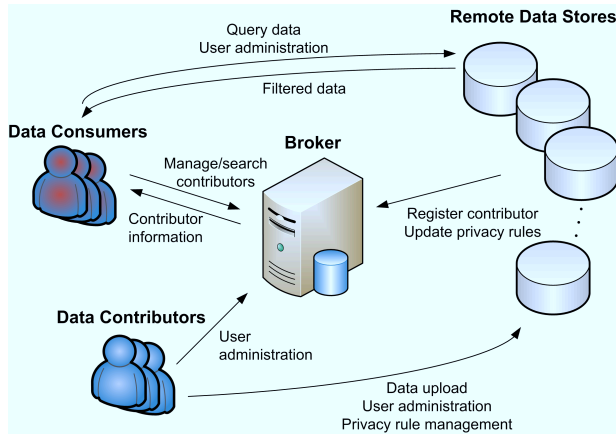 Remote Data Stores
Query data
User administration
Filtered data
Data Consumers
Broker
Manage/search
contributors
Contributor
information
Register contributor
Update privacy rules
Data Contributors
User
administration
Data upload
User administration
Privacy rule management